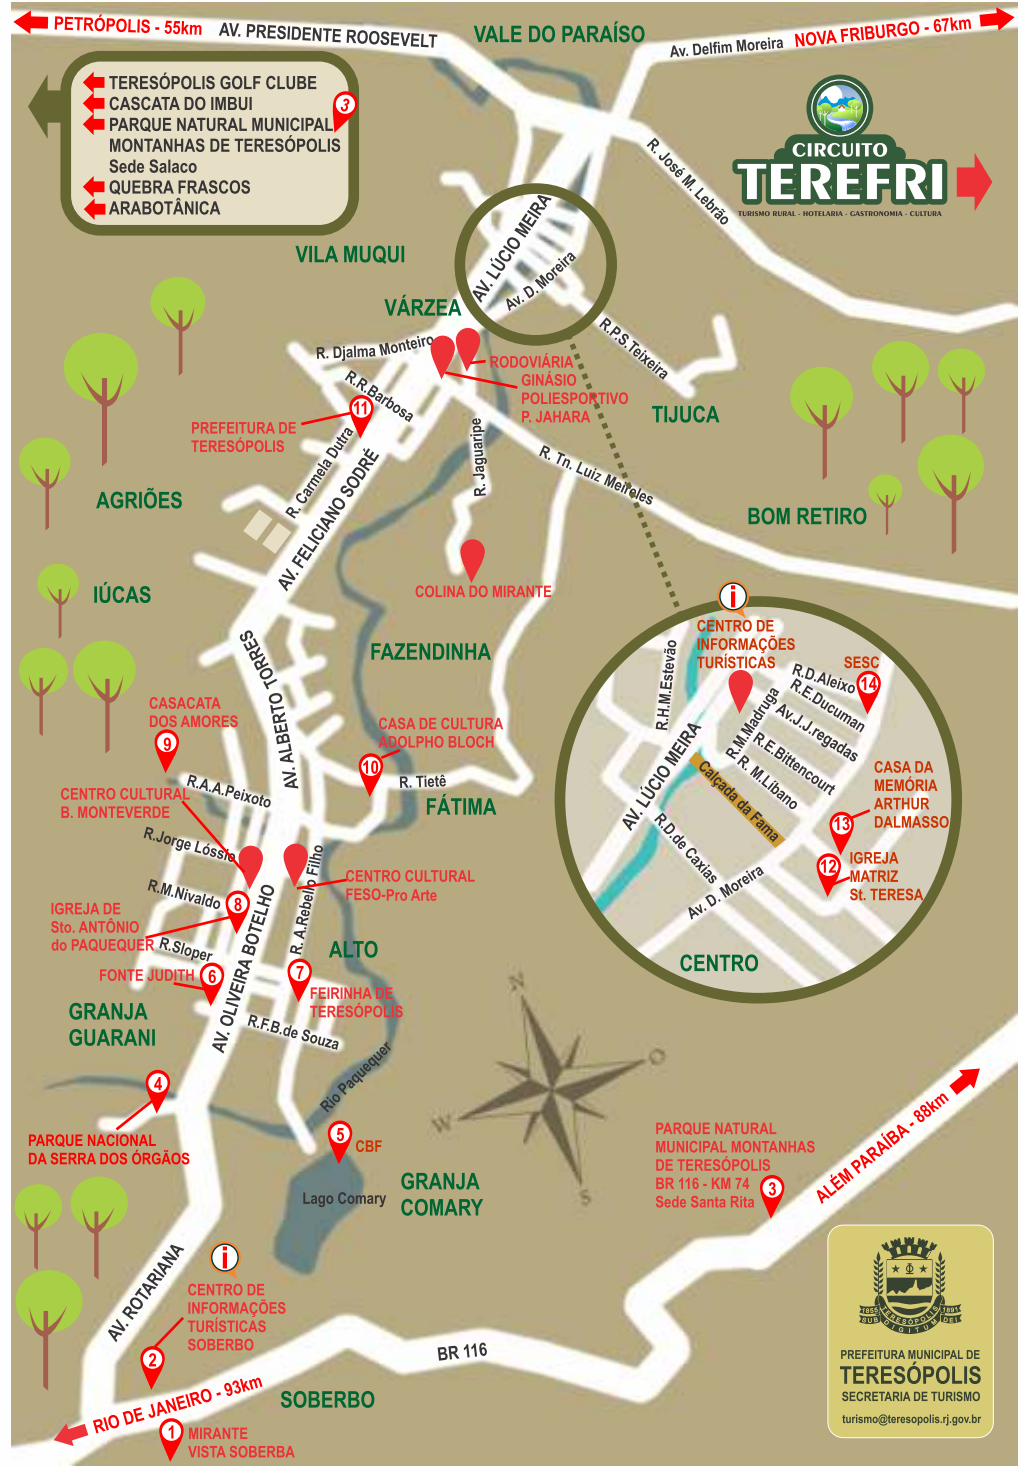 PETRÓPOLIS - 55km
AV. PRESIDENTE ROOSEVELT
VALE DO PARAÍSO
Av. Delfim Moreira
NOVA FRIBURGO - 67km
TERESÓPOLIS GOLF CLUBE
CASCATA DO IMBUI
PARQUE NATURAL MUNICIPAL
MONTANHAS DE TERESÓPOLIS
Sede Salaco
QUEBRA FRASCOS
ARABOTÂNICA
3
CIRCUITO
TEREFRI
TURISMO RURAL - HOTELARIA - GASTRONOMIA - CULTURA
R. José M. Lebrão
VILA MUQUI
AV. LÚCIO MEIRA
Av. D. Moreira
VÁRZEA
R. Djalma Monteiro
R.P.S.Teixeira
RODOVIÁRIA
GINÁSIO
POLIESPORTIVO
P. JAHARA
R.R.Barbosa
11
PREFEITURA DE
TERESÓPOLIS
TIJUCA
R. Jaguaripe
R. Carmela Dutra
R. Tn. Luiz Meireles
AGRIÕES
AV. FELICIANO SODRÉ
BOM RETIRO
IÚCAS
COLINA DO MIRANTE
FAZENDINHA
AV. ALBERTO TORRES
i
CENTRO DE
INFORMAÇÕES
TURÍSTICAS
R.H.M.Estevão
SESC
14
R.D.Aleixo
R.E.Ducuman
Av.J.J.regadas
R.M.Madruga
R.E.Bittencourt
R. M.Líbano
Calçada da Fama
AV. LÚCIO MEIRA
R.D.de Caxias
Av. D. Moreira
CASA DA
MEMÓRIA
ARTHUR
DALMASSO
13
IGREJA
MATRIZ
St. TERESA
12
CENTRO
CASACATA
DOS AMORES
9
CASA DE CULTURA
ADOLPHO BLOCH
10
R. Tietê
FÁTIMA
R.A.A.Peixoto
CENTRO CULTURAL
B. MONTEVERDE
R.Jorge Lóssio
R.M.Nivaldo
R. A.Rebello Filho
CENTRO CULTURAL
FESO-Pro Arte
8
IGREJA DE
Sto. ANTÔNIO
do PAQUEQUER
R.Sloper
AV. OLIVEIRA BOTELHO
ALTO
FONTE JUDITH
6
7
FEIRINHA DE
TERESÓPOLIS
GRANJA
GUARANI
R.F.B.de Souza
Rio Paquequer
4
PARQUE NACIONAL
DA SERRA DOS ÓRGÃOS
5
CBF
Lago Comary
GRANJA
COMARY
N
O
W
S
PARQUE NATURAL
MUNICIPAL MONTANHAS
DE TERESÓPOLIS
BR 116 - KM 74
Sede Santa Rita
3
ALÉM PARAÍBA - 88km
AV. ROTARIANA
i
CENTRO DE
INFORMAÇÕES
TURÍSTICAS
SOBERBO
2
BR 116
RIO DE JANEIRO - 93km
SOBERBO
1
MIRANTE
VISTA SOBERBA
1855
TERESÓPOLIS
1891
SUB DIGITUM DEI
PREFEITURA MUNICIPAL DE
TERESÓPOLIS
SECRETARIA DE TURISMO
turismo@teresopolis.rj.gov.br